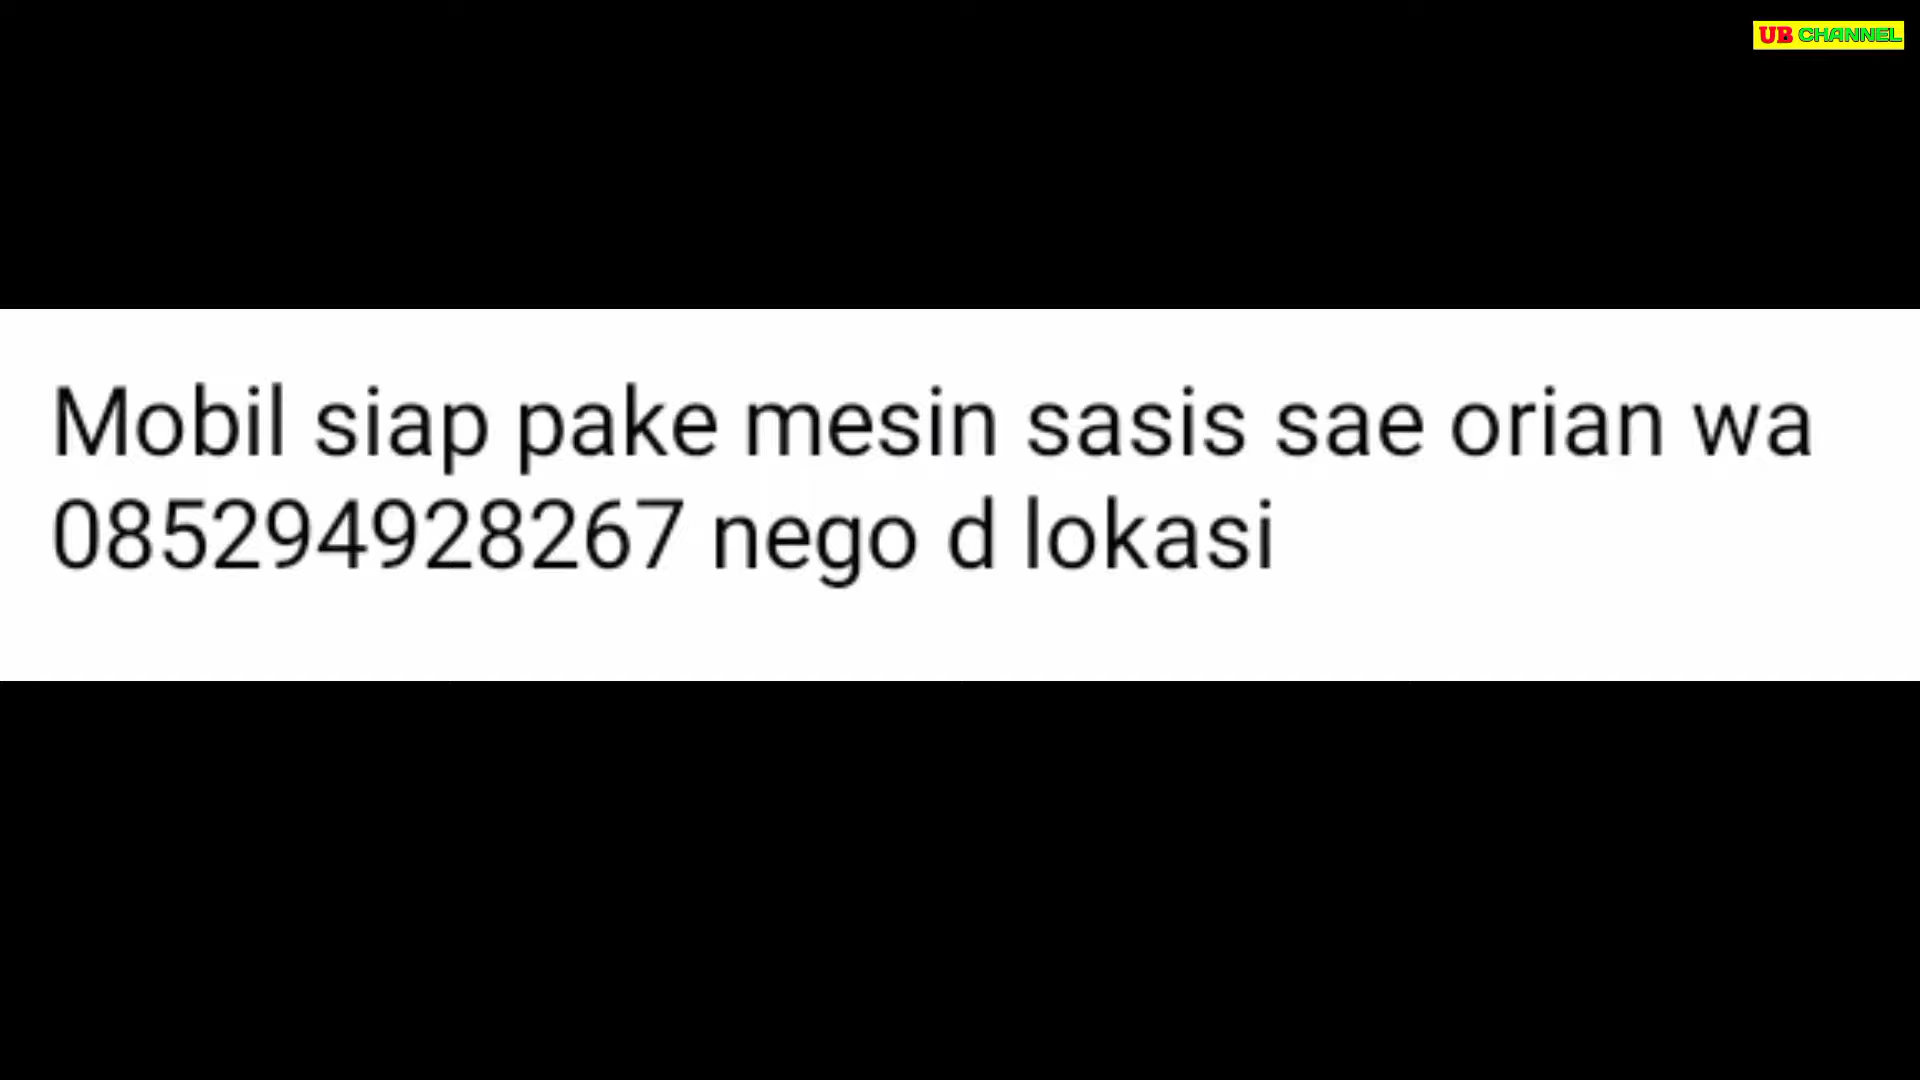 UB CHANNEL
Mobil siap pake mesin sasis sae orian wa
085294928267 nego d lokasi